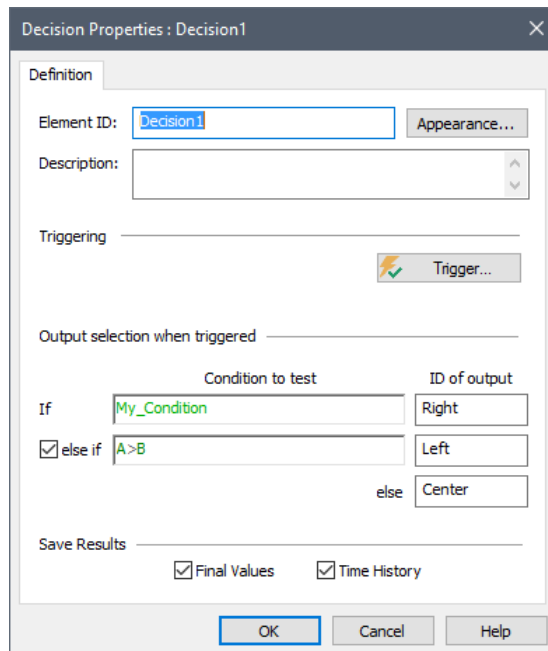 Decision Properties : Decision1
Definition
Element ID: Decision1 Appearance...
Description:
Triggering
Trigger...
Output selection when triggered
Condition to test ID of output
If My_Condition Right
else if A>B Left
else Center
Save Results
Final Values Time History
OK Cancel Help